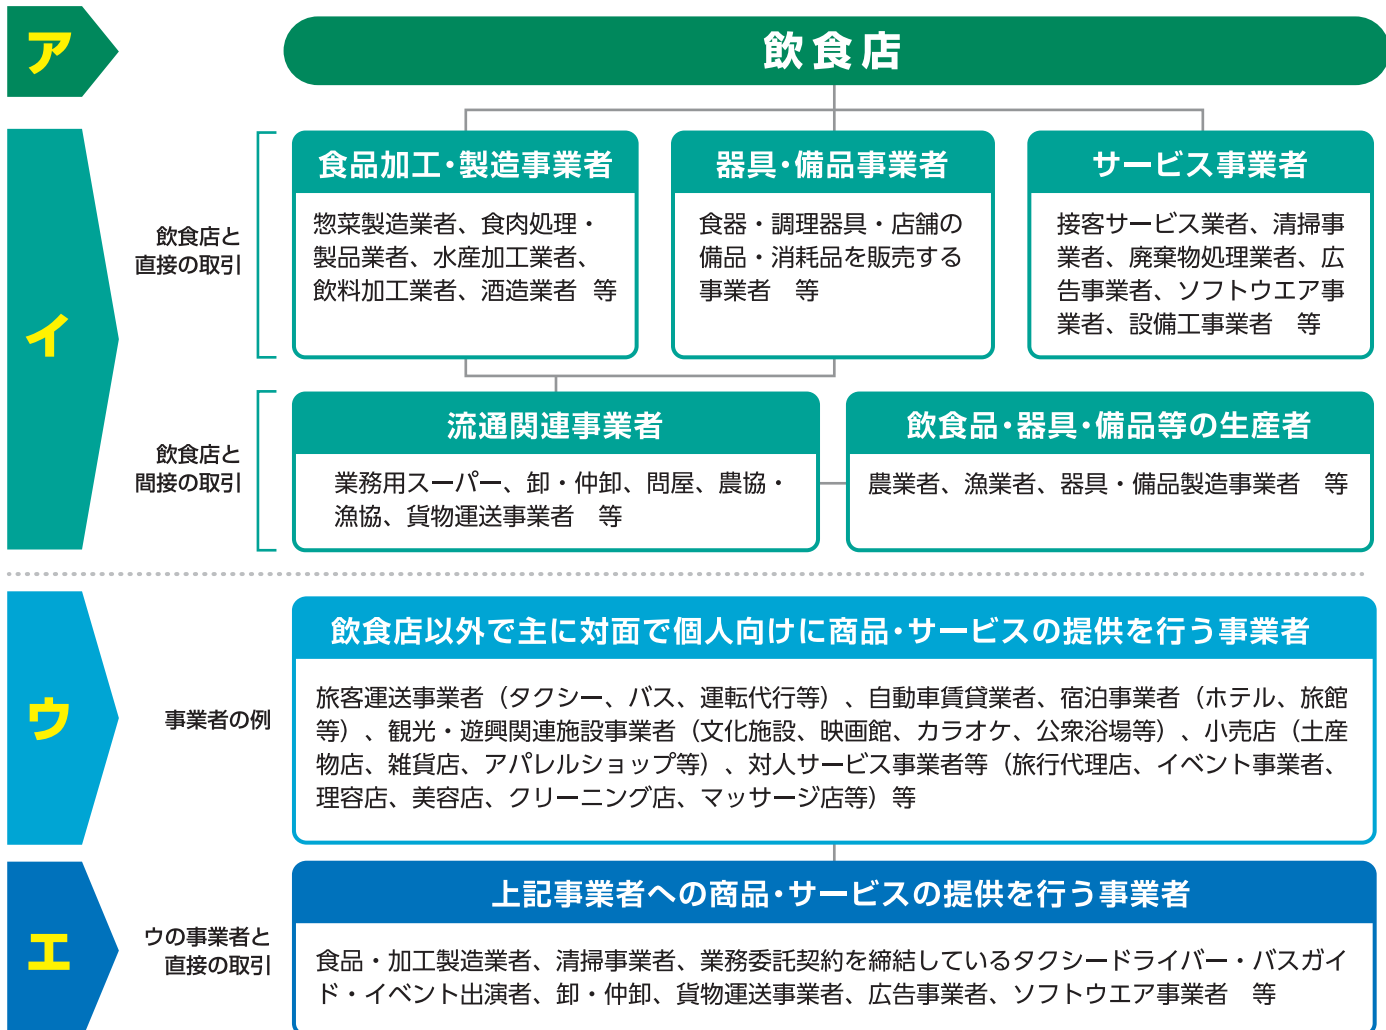 ア
飲食店
イ
飲食店と
直接の取引
食品加工・製造事業者
惣菜製造業者、食肉処理・
製品業者、水産加工業者、
飲料加工業者、酒造業者 等
器具・備品事業者
食器・調理器具・店舗の
備品・消耗品を販売する
事業者　等
サービス事業者
接客サービス業者、清掃事
業者、廃棄物処理業者、広
告事業者、ソフトウエア事
業者、設備工事業者　等
飲食店と
間接の取引
流通関連事業者
業務用スーパー、卸・仲卸、問屋、農協・
漁協、貨物運送事業者　等
飲食品・器具・備品等の生産者
農業者、漁業者、器具・備品製造事業者　等
ウ
事業者の例
飲食店以外で主に対面で個人向けに商品・サービスの提供を行う事業者
旅客運送事業者（タクシー、バス、運転代行等）、自動車賃貸業者、宿泊事業者（ホテル、旅館
等）、観光・遊興関連施設事業者（文化施設、映画館、カラオケ、公衆浴場等）、小売店（土産
物店、雑貨店、アパレルショップ等）、対人サービス事業者等（旅行代理店、イベント事業者、
理容店、美容店、クリーニング店、マッサージ店等）等
エ
ウの事業者と
直接の取引
上記事業者への商品・サービスの提供を行う事業者
食品・加工製造業者、清掃事業者、業務委託契約を締結しているタクシードライバー・バスガイ
ド・イベント出演者、卸・仲卸、貨物運送事業者、広告事業者、ソフトウエア事業者　等